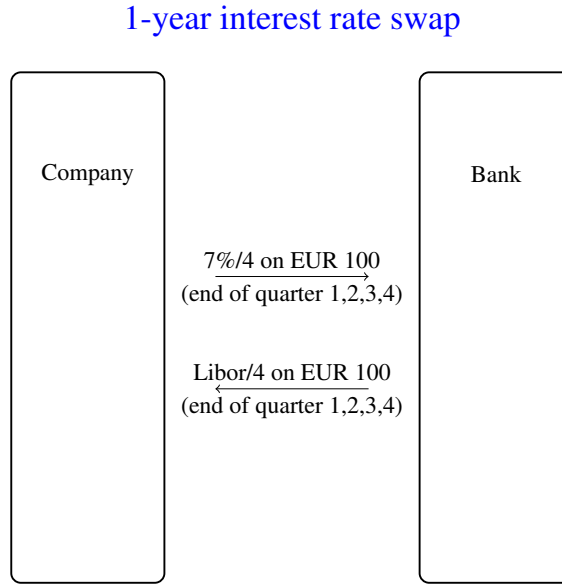 1-year interest rate swap
Company
Bank
7%/4 on EUR 100
(end of quarter 1,2,3,4)
Libor/4 on EUR 100
(end of quarter 1,2,3,4)